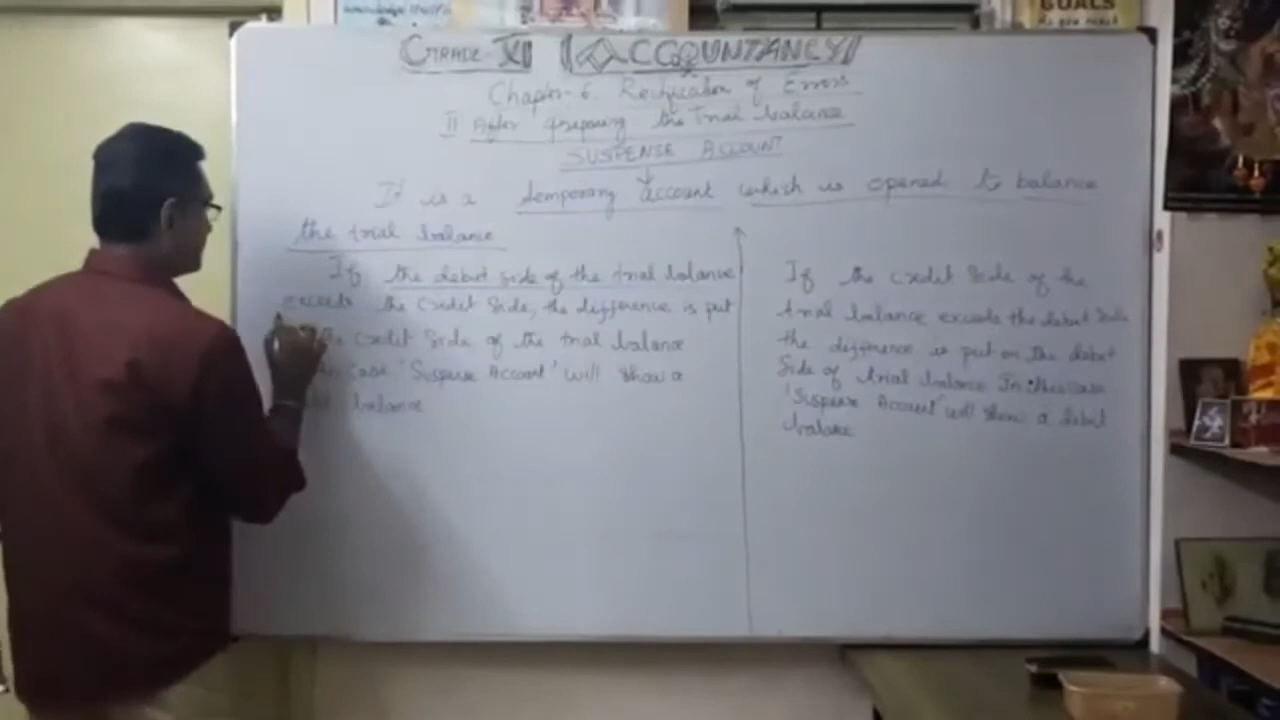 GOALS
GRADE-XI ACCOUNTANCY
Chapter-6. Rectification of Errors
II After preparing the Trial balance
SUSPENSE ACCOUNT
It is a temporary account which is opened to balance
the trial balance
If the debit side of the trial balance
exceeds the credit side, the difference is put
the credit side of the trial balance
case 'Suspense Account' will show a
balance
If the credit side of the
trial balance exceeds the debit side
the difference is put on the debit
side of trial balance In this case
'Suspense Account' will show a debit
balance